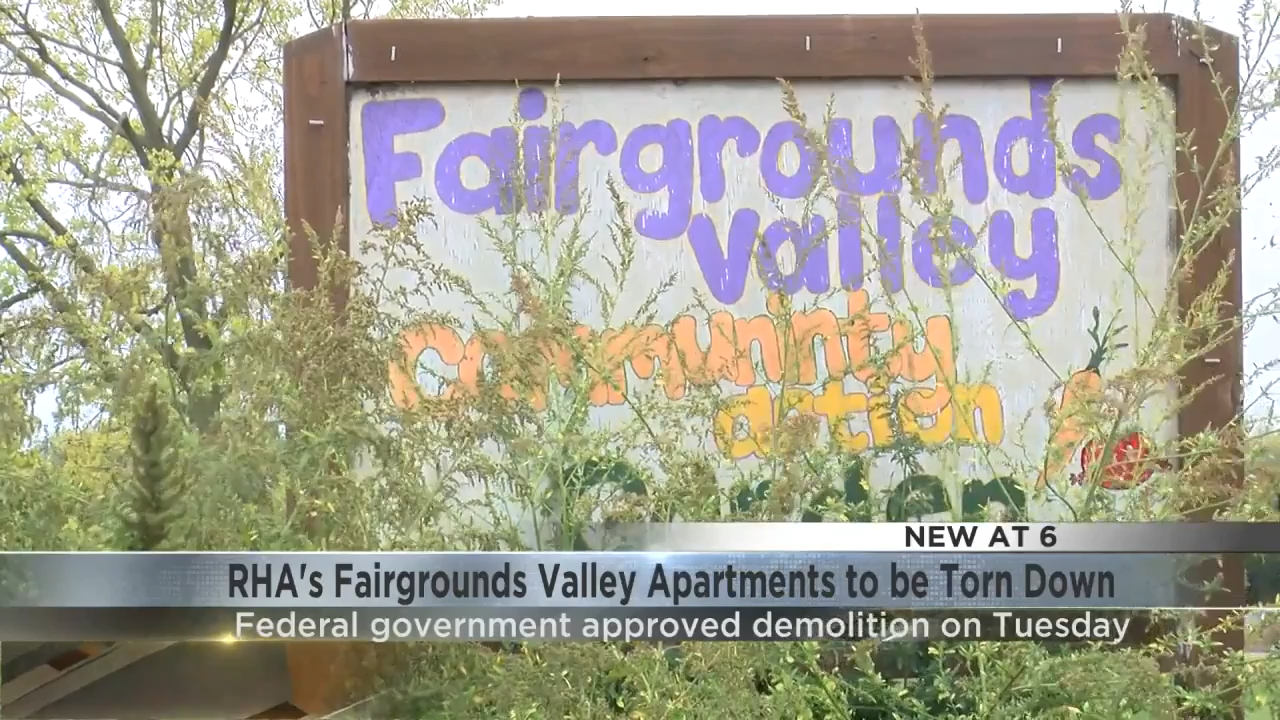 Fairgrounds
valley
communinty
action
NEW AT 6
RHA's Fairgrounds Valley Apartments to be Torn Down
Federal government approved demolition on Tuesday